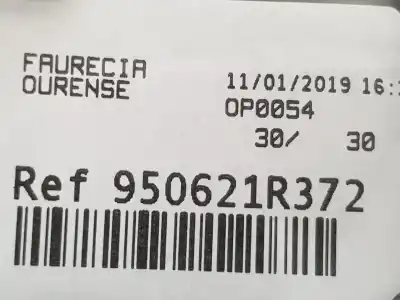 FAURECIA
OURENSE
11/01/2019 16:
OP0054
30/ 30
Ref 950621R372